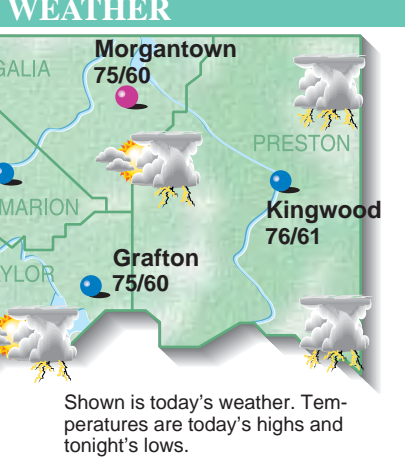 WEATHER
Morgantown
75/60
GALIA
PRESTON
MARION
Kingwood
76/61
Grafton
75/60
AYLOR
Shown is today's weather. Tem-
peratures are today's highs and
tonight's lows.